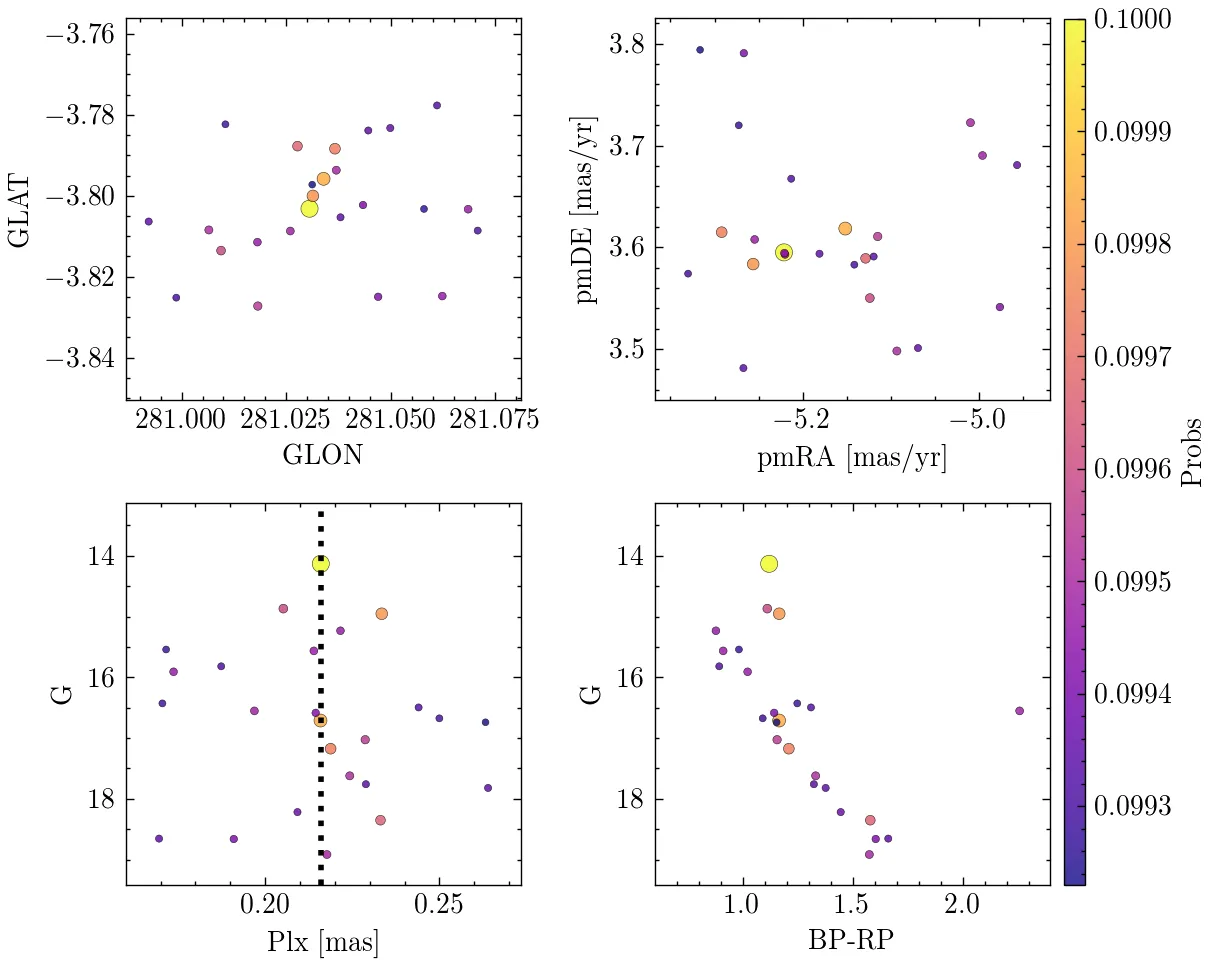 −3.76
−3.78
−3.80
−3.82
−3.84
GLAT
281.000 281.025 281.050 281.075
GLON
3.8
3.7
3.6
3.5
pmDE [mas/yr]
−5.2 −5.0
pmRA [mas/yr]
14
16
18
G
0.20 0.25
Plx [mas]
14
16
18
G
1.0 1.5 2.0
BP-RP
0.1000
0.0999
0.0998
0.0997
0.0996
0.0995
0.0994
0.0993
Probs